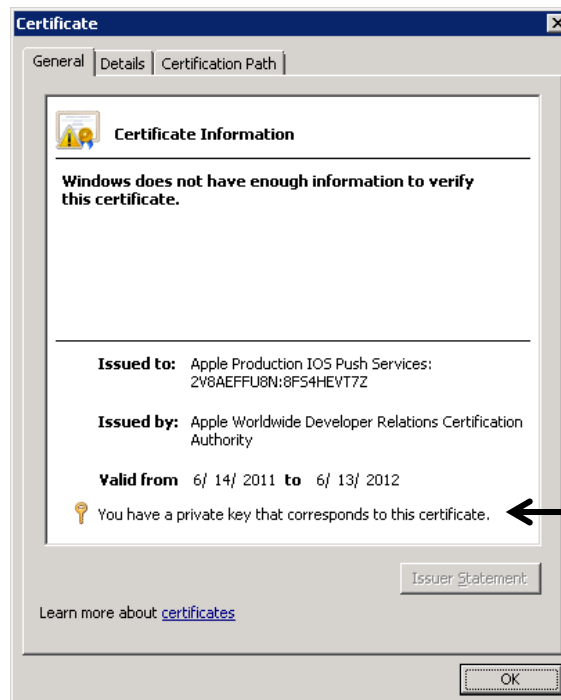 Certificate
General
Details
Certification Path
Certificate Information
Windows does not have enough information to verify
this certificate.
Issued to: Apple Production IOS Push Services:
2V8AEFFU8N:8FS4HEVT7Z
Issued by: Apple Worldwide Developer Relations Certification
Authority
Valid from 6/ 14/ 2011 to 6/ 13/ 2012
You have a private key that corresponds to this certificate.
Issuer Statement
Learn more about certificates
OK